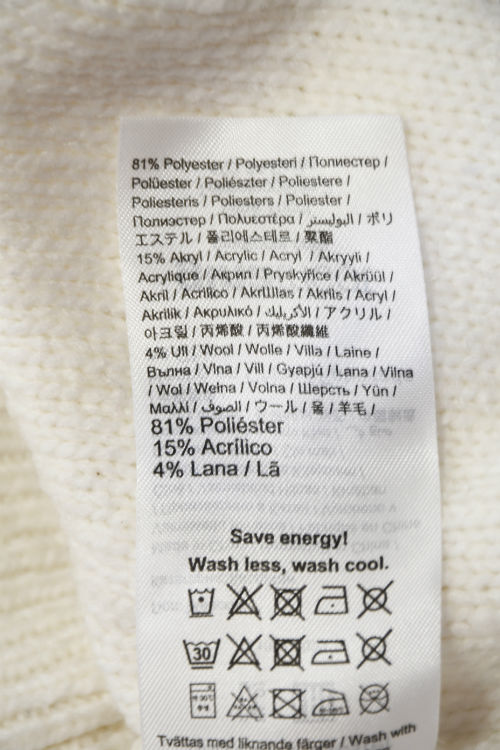 81% Polyester / Polyesteri / Полиестер /
Polüester / Poliészter / Poliestere /
Poliesteris / Poliesters / Poliester /
Полиэстер / Πολυεστέρα / البوليستر / ポリ
エステル / 폴리에스테르 / 聚酯
15% Akryl / Acrylic / Acryl / Akryyli /
Acrylique / Акрил / Pryskyřice / Akrüül /
Akril / Acrilico / Akrilias / Akrils / Acryl /
Akrilik / Ακρυλικό / الأكريليك / アクリル /
아크릴 / 丙烯酸 / 丙烯酸纖維
4% Ull / Wool / Wolle / Villa / Laine /
Вълна / Vlna / Vill / Gyapjú / Lana / Vilna
/ Wol / Wełna / Volna / Шерсть / Yün /
Μαλλί / الصوف / ウール / 울 / 羊毛 /
81% Poliéster
15% Acrílico
4% Lana / Lã
Save energy!
Wash less, wash cool.
30
Tvättas med liknande färger / Wash with